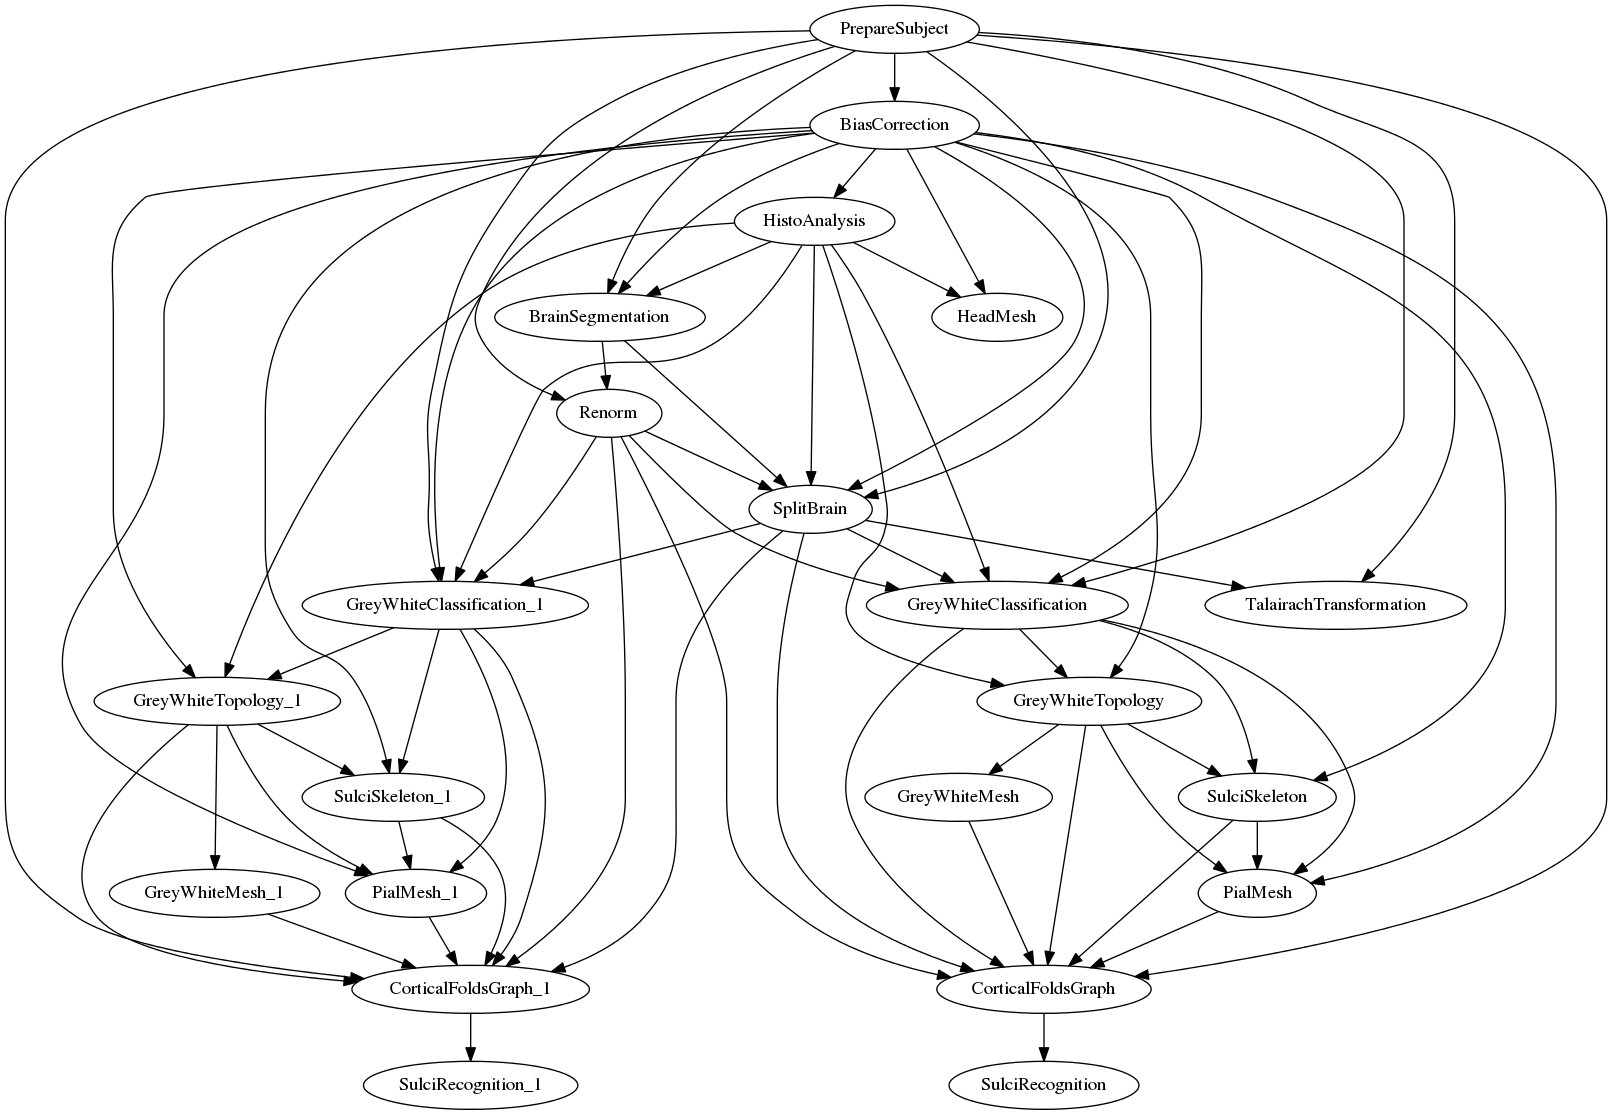 PrepareSubject
BiasCorrection
HistoAnalysis
BrainSegmentation
HeadMesh
Renorm
SplitBrain
GreyWhiteClassification_1
GreyWhiteClassification
TalairachTransformation
GreyWhiteTopology_1
GreyWhiteTopology
SulciSkeleton_1
GreyWhiteMesh
SulciSkeleton
GreyWhiteMesh_1
PialMesh_1
PialMesh
CorticalFoldsGraph_1
CorticalFoldsGraph
SulciRecognition_1
SulciRecognition